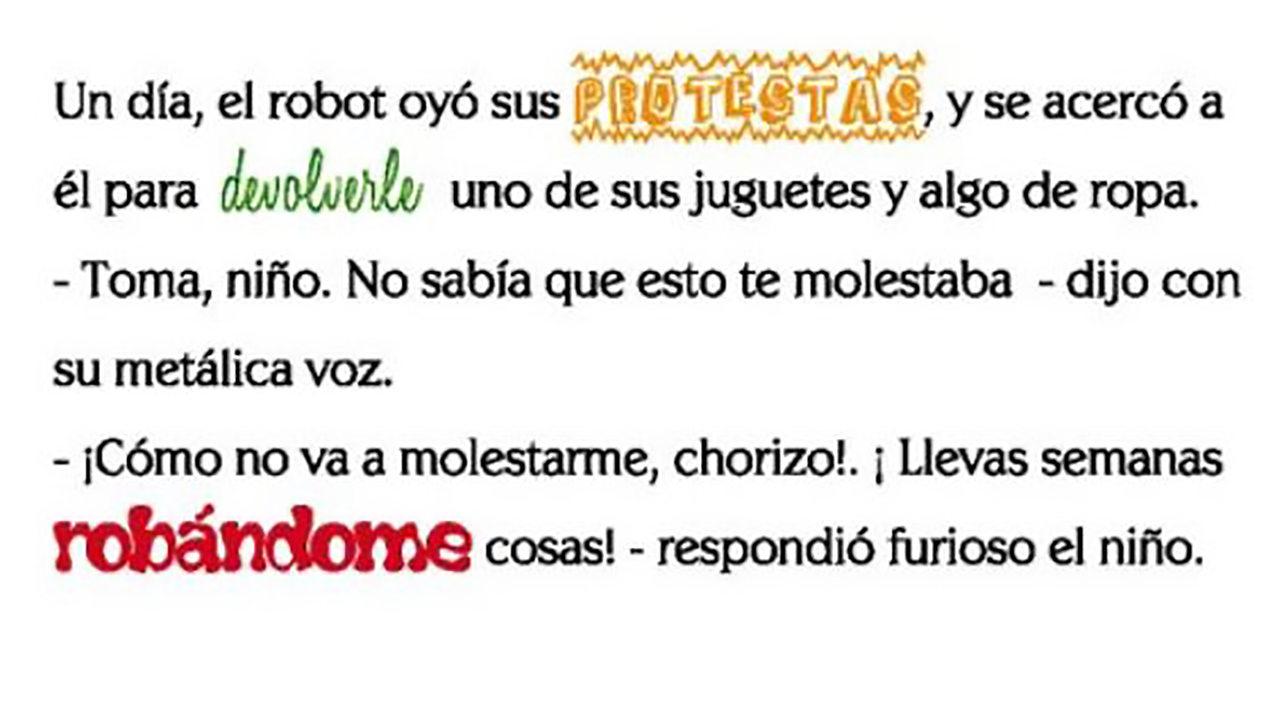 Un día, el robot oyó sus PROTESTAS, y se acercó a
él para devolverle uno de sus juguetes y algo de ropa.
- Toma, niño. No sabía que esto te molestaba - dijo con
su metálica voz.
- ¡Cómo no va a molestarme, chorizo!. ¡ Llevas semanas
robándome cosas! - respondió furioso el niño.